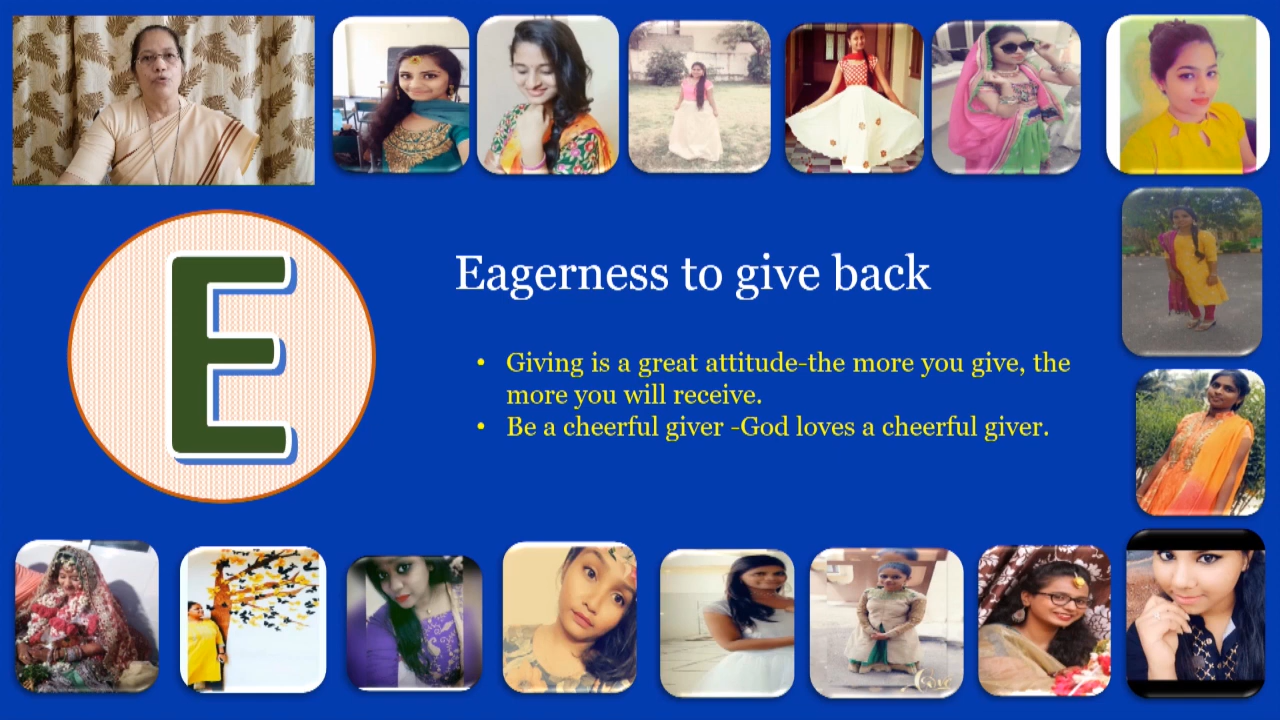 E
Eagerness to give back
• Giving is a great attitude-the more you give, the
more you will receive.
• Be a cheerful giver -God loves a cheerful giver.
Love